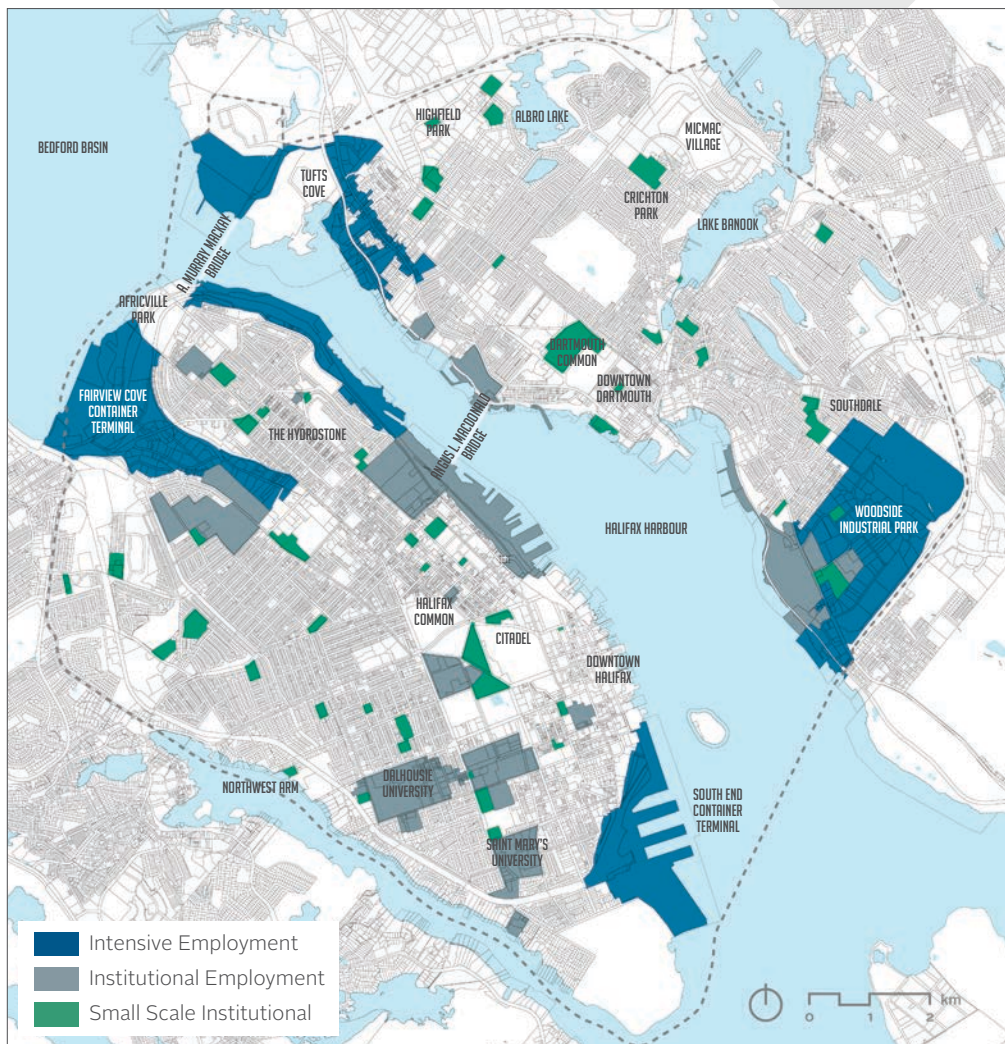 HIGHFIELD
PARK
ALBRO LAKE
MICMAC
VILLAGE
BEDFORD BASIN
TUFTS
COVE
CRICHTON
PARK
LAKE BANOOK
A. MURRAY MACKAY
BRIDGE
AFRICVILLE
PARK
DARTMOUTH
COMMON
DOWNTOWN
DARTMOUTH
FAIRVIEW COVE
CONTAINER
TERMINAL
SOUTHDALE
THE HYDROSTONE
ANGUS L. MACDONALD
BRIDGE
WOODSIDE
INDUSTRIAL PARK
HALIFAX HARBOUR
HALIFAX
COMMON
CITADEL
DOWNTOWN
HALIFAX
DALHOUSIE
UNIVERSITY
NORTHWEST ARM
SOUTH END
CONTAINER
TERMINAL
SAINT MARY'S
UNIVERSITY
Intensive Employment
Institutional Employment
Small Scale Institutional
km
0 1 2